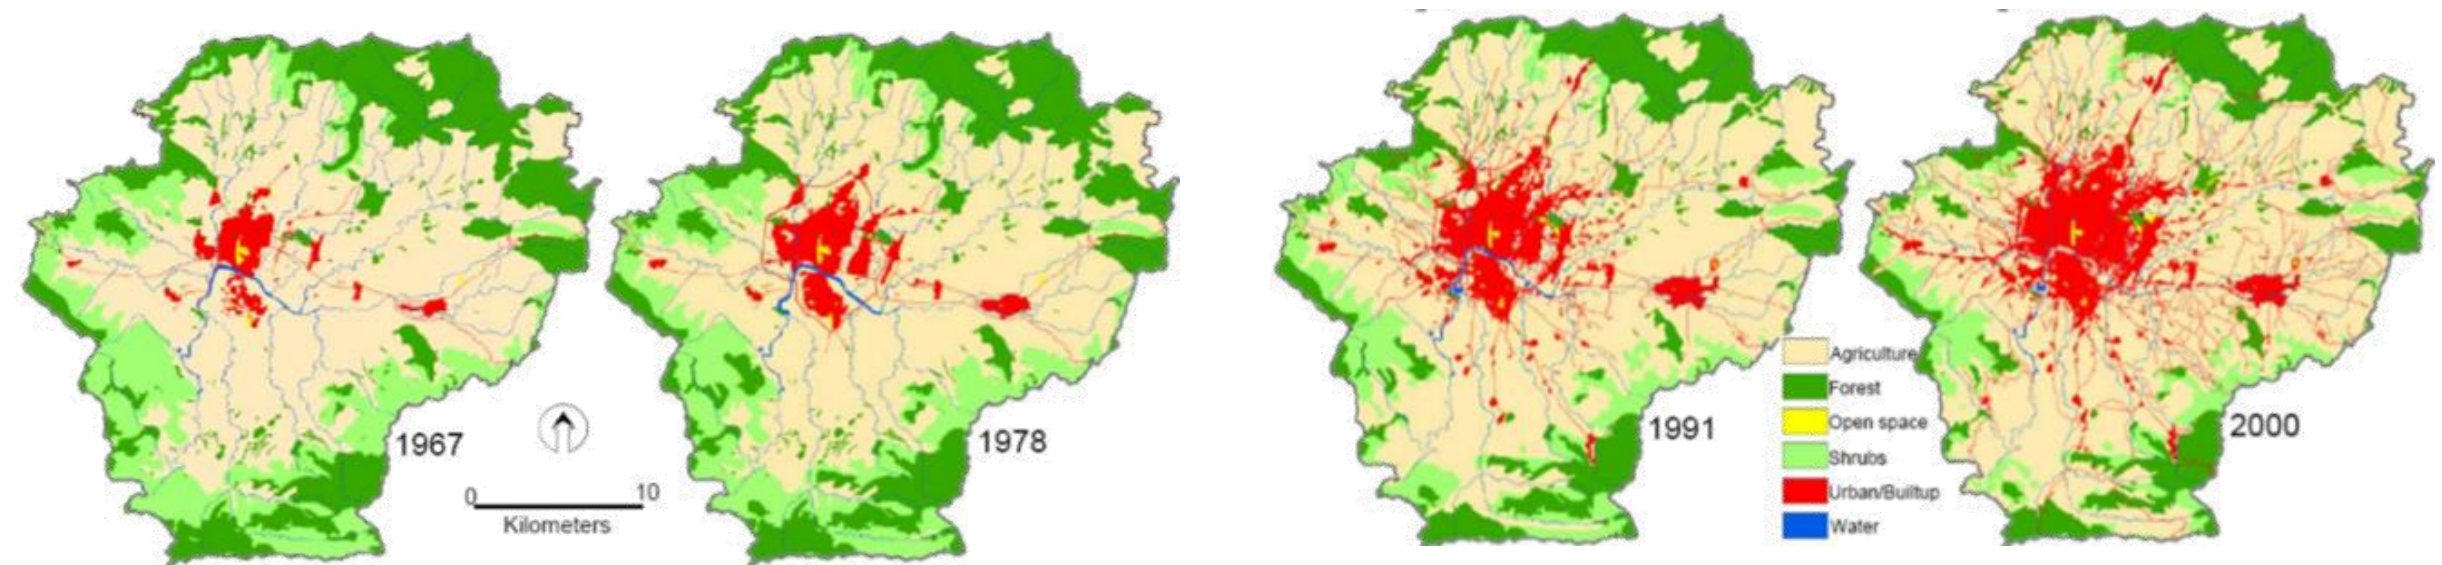 1967
0 10
Kilometers
1978
1991
Agriculture
Forest
Open space
Shrubs
Urban/Builtup
Water
2000